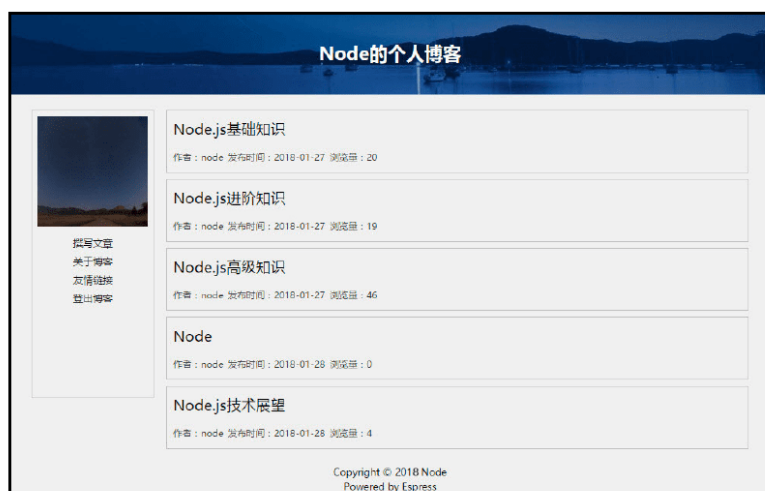 Node的个人博客
撰写文章
关于博客
友情链接
登出博客
Node.js基础知识
作者：node 发布时间：2018-01-27 浏览量：20
Node.js进阶知识
作者：node 发布时间：2018-01-27 浏览量：19
Node.js高级知识
作者：node 发布时间：2018-01-27 浏览量：46
Node
作者：node 发布时间：2018-01-28 浏览量：0
Node.js技术展望
作者：node 发布时间：2018-01-28 浏览量：4
Copyright © 2018 Node
Powered by Espress